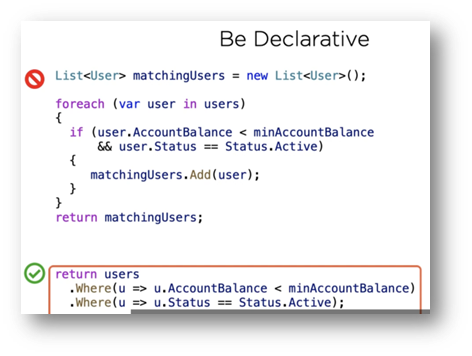 Be Declarative
List<User> matchingUsers = new List<User>();
foreach (var user in users)
{
if (user.AccountBalance < minAccountBalance
&& user.Status == Status.Active)
{
matchingUsers.Add(user);
}
}
return matchingUsers;
return users
.Where(u => u.AccountBalance < minAccountBalance)
.Where(u => u.Status == Status.Active);